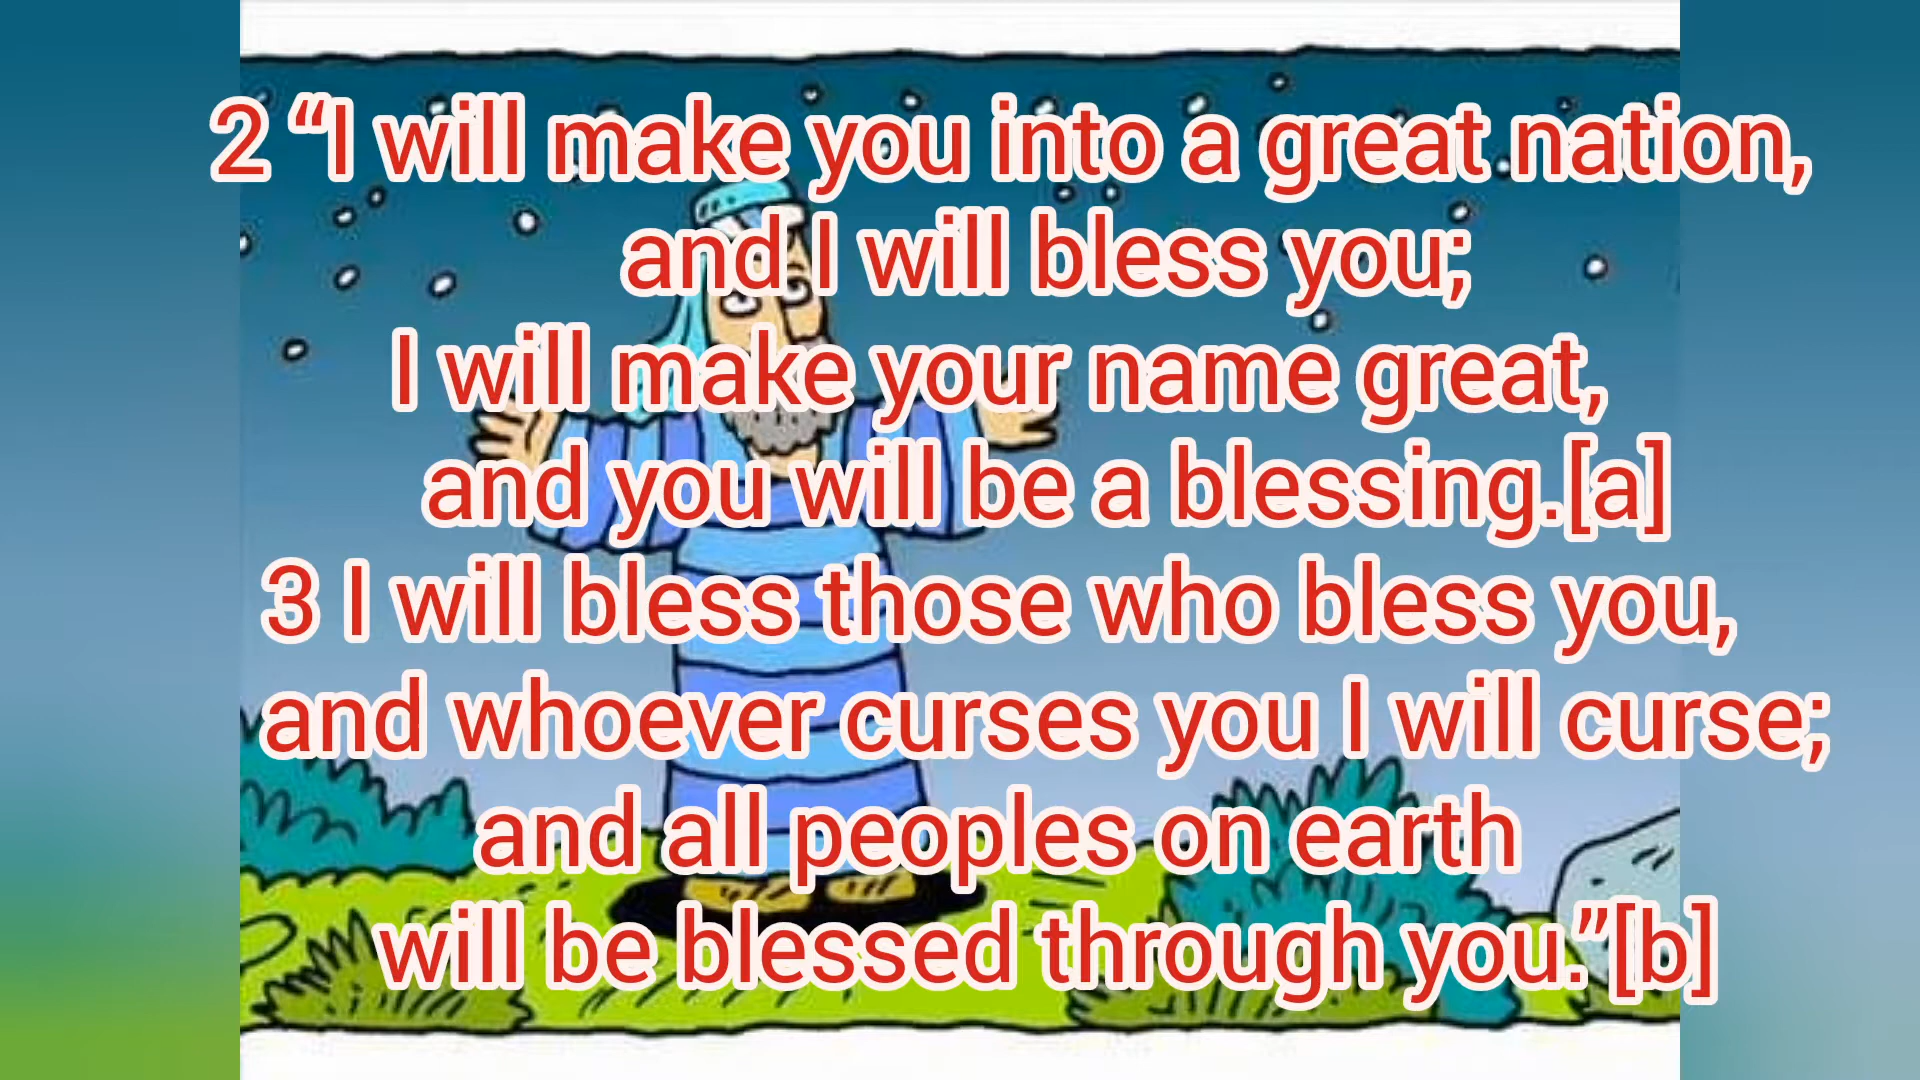 2 “I will make you into a great nation,
and I will bless you;
I will make your name great,
and you will be a blessing.[a]
3 I will bless those who bless you,
and whoever curses you I will curse;
and all peoples on earth
will be blessed through you.”[b]